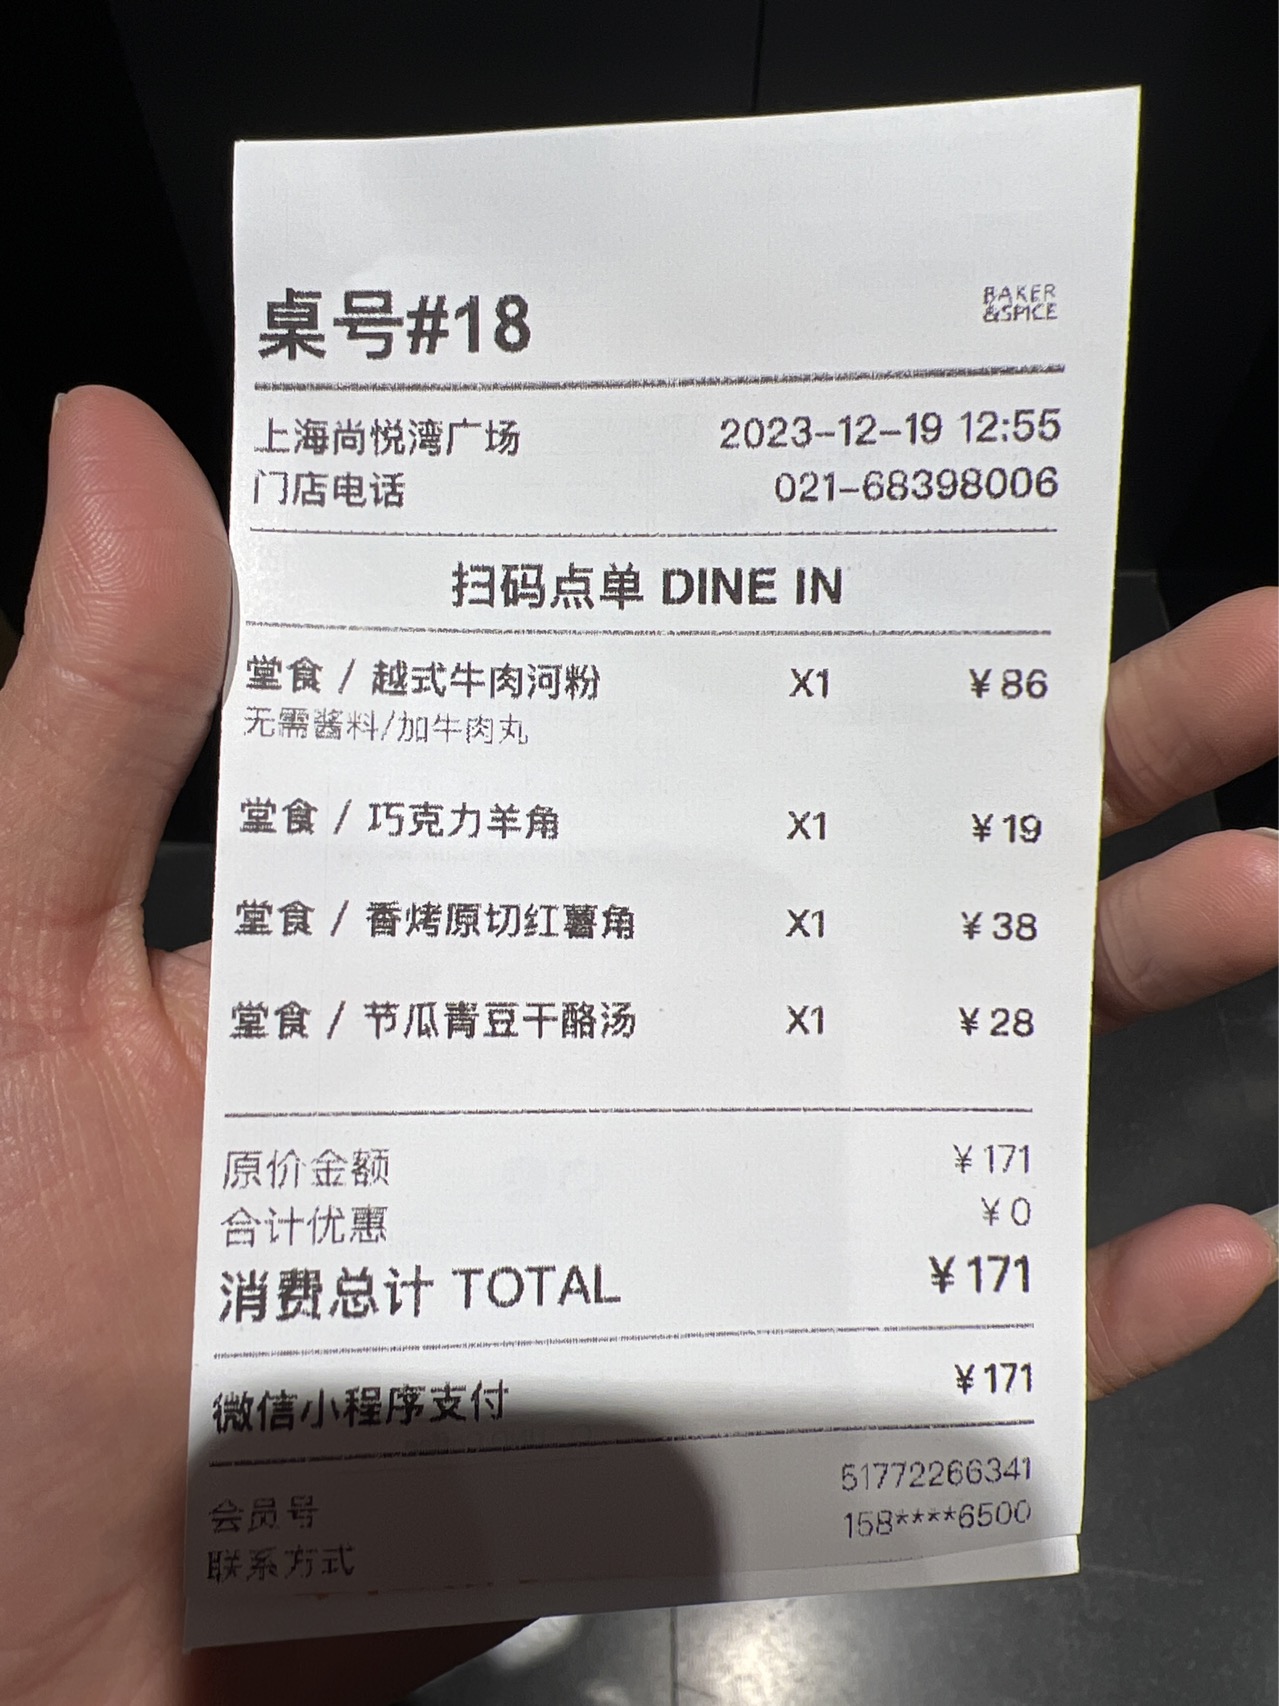 桌号#18
BAKER
&SPICE
上海尚悦湾广场 2023-12-19 12:55
门店电话 021-68398006
扫码点单 DINE IN
堂食 / 越式牛肉河粉 X1 ¥86
无需酱料/加牛肉丸
堂食 / 巧克力羊角 X1 ¥19
堂食 / 香烤原切红薯角 X1 ¥38
堂食 / 节瓜青豆干酪汤 X1 ¥28
原价金额 ¥171
合计优惠 ¥0
消费总计 TOTAL ¥171
微信小程序支付 ¥171
会员号 51772266341
联系方式 158****6500